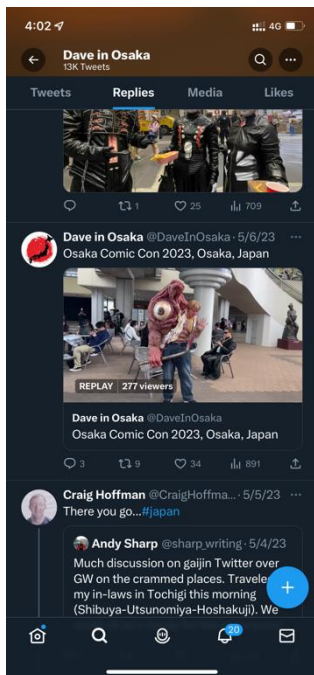 4:02
4G
Dave in Osaka
13K Tweets
Tweets Replies Media Likes
1 25 709
Dave in Osaka @DaveInOsaka · 5/6/23
Osaka Comic Con 2023, Osaka, Japan
REPLAY 277 viewers
Dave in Osaka @DaveInOsaka
Osaka Comic Con 2023, Osaka, Japan
3 9 34 891
Craig Hoffman @CraigHoffma... · 5/5/23
There you go...#japan
Andy Sharp @sharp_writing · 5/4/23
Much discussion on gaijin Twitter over
GW on the crammed places.
my in-laws in Tochigi this morning
(Shibuya-Utsunomiya-Hoshakuji). We
20